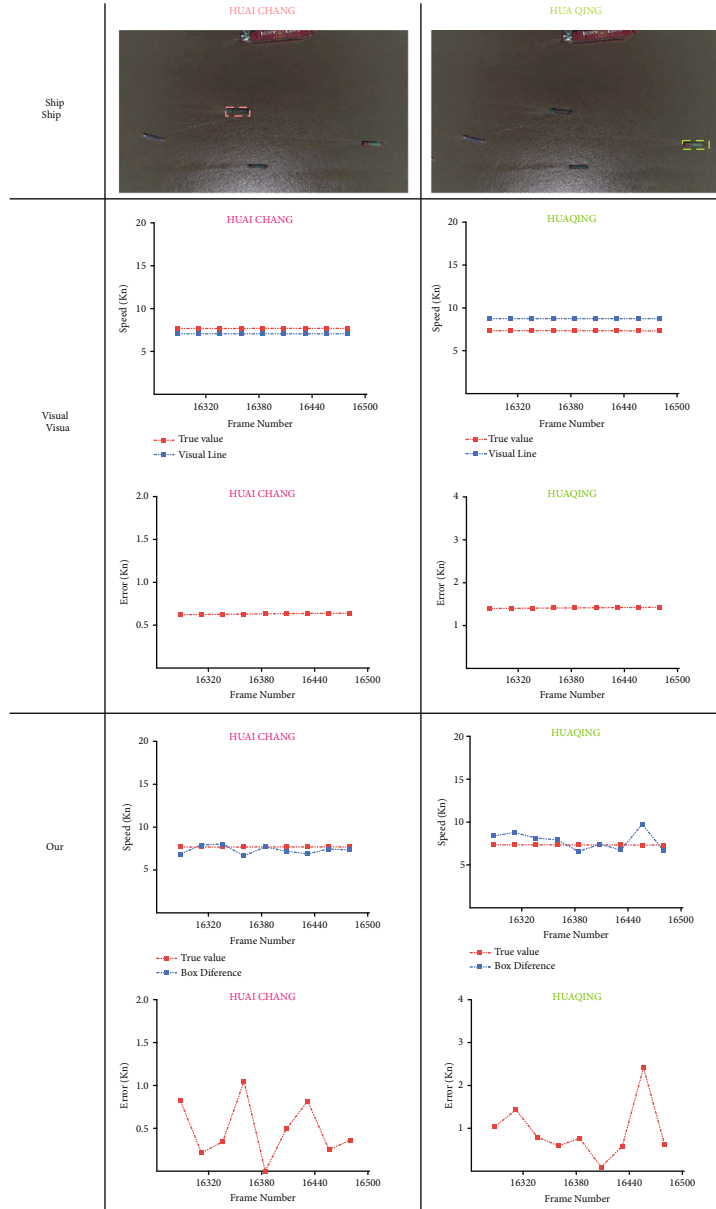 HUAI CHANG
HUA QING
Ship
Ship
HUAI CHANG
20
15
10
5
Speed (Kn)
16320 16380 16440 16500
Frame Number
True value
Visual Line
HUAQING
20
15
10
5
Speed (Kn)
16320 16380 16440 16500
Frame Number
True value
Visual Line
Visual
Visua
HUAI CHANG
2.0
1.5
1.0
0.5
Error (Kn)
16320 16380 16440 16500
Frame Number
HUAQING
4
3
2
1
Error (Kn)
16320 16380 16440 16500
Frame Number
Our
HUAI CHANG
20
15
10
5
Speed (Kn)
16320 16380 16440 16500
Frame Number
True value
Box Diference
HUAQING
20
15
10
5
Speed (Kn)
16320 16380 16440 16500
Frame Number
True value
Box Diference
HUAI CHANG
2.0
1.5
1.0
0.5
Error (Kn)
16320 16380 16440 16500
Frame Number
HUAQING
4
3
2
1
Error (Kn)
16320 16380 16440 16500
Frame Number